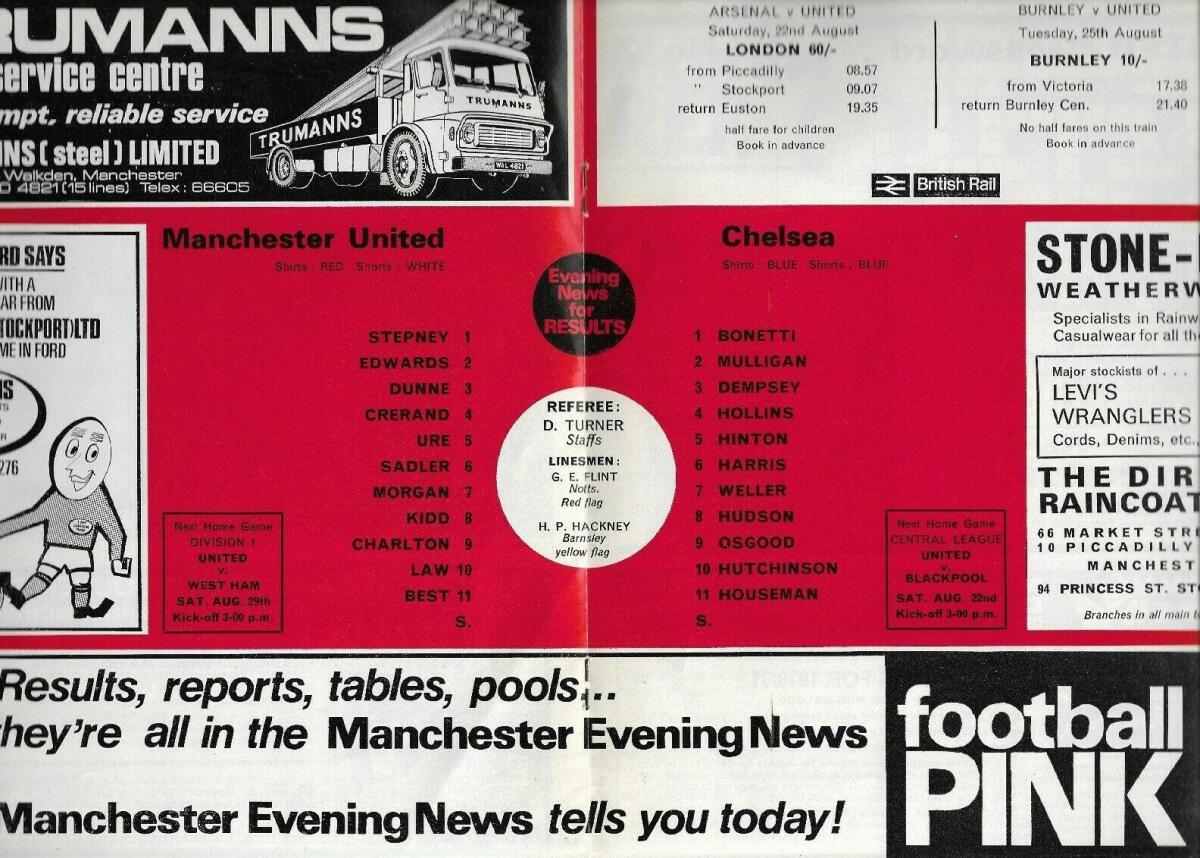 RUMANNS
service centre
mpt, reliable service
NS (steel) LIMITED
Walkden, Manchester
4821 (15 lines) Telex: 66605
TRUMANNS
TRUMANNS
WAL 4821
ARSENAL v UNITED
Saturday, 22nd August
LONDON 60/-
from Piccadilly 08.57
" Stockport 09.07
return Euston 19.35
half fare for children
Book in advance
BURNLEY v UNITED
Tuesday, 25th August
BURNLEY 10/-
from Victoria 17.38
return Burnley Cen. 21.40
No half fares on this train
Book in advance
British Rail
RD SAYS
WITH A
AR FROM
TOCKPORT)LTD
ME IN FORD
276
Manchester United
Shirts : RED Shorts : WHITE
STEPNEY 1
EDWARDS 2
DUNNE 3
CRERAND 4
URE 5
SADLER 6
MORGAN 7
KIDD 8
CHARLTON 9
LAW 10
BEST 11
S.
Next Home Game
DIVISION 1
UNITED
v.
WEST HAM
SAT. AUG. 29th
Kick-off 3-00 p.m.
Evening
News
for
RESULTS
REFEREE :
D. TURNER
Staffs
LINESMEN :
G. E. FLINT
Notts.
Red flag
H. P. HACKNEY
Barnsley
yellow flag
Chelsea
Shirts : BLUE Shorts : BLUE
1 BONETTI
2 MULLIGAN
3 DEMPSEY
4 HOLLINS
5 HINTON
6 HARRIS
7 WELLER
8 HUDSON
9 OSGOOD
10 HUTCHINSON
11 HOUSEMAN
S.
Next Home Game
CENTRAL LEAGUE
UNITED
v.
BLACKPOOL
SAT. AUG. 22nd
Kick-off 3-00 p.m.
STONE-
WEATHERW
Specialists in Rainw
Casualwear for all the
Major stockists of . . .
LEVI'S
WRANGLERS
Cords, Denims, etc.,
THE DIR
RAINCOAT
66 MARKET STR
10 PICCADILLY
MANCHEST
94 PRINCESS ST. ST
Branches in all main t
Results, reports, tables, pools...
they're all in the Manchester Evening News
Manchester Evening News tells you today!
football
PINK